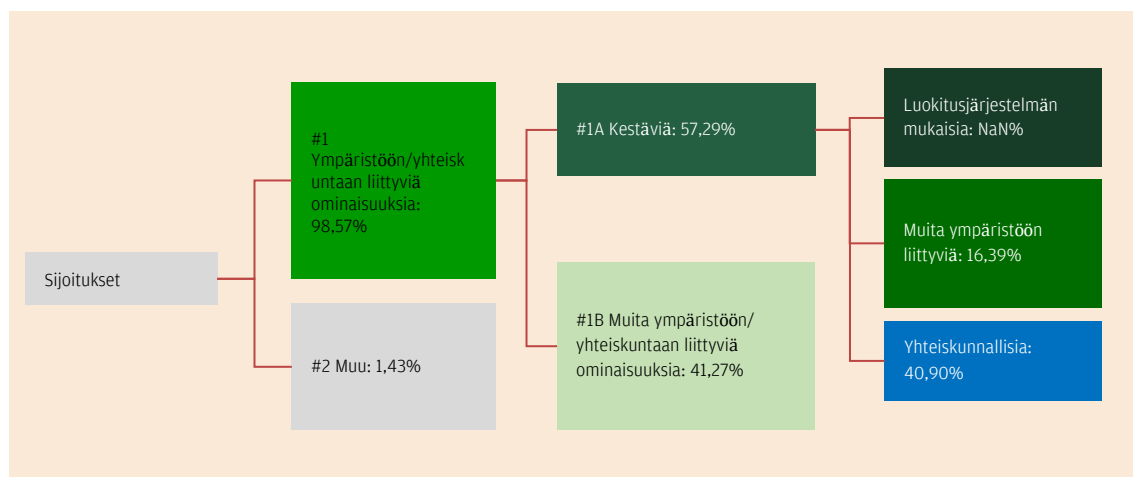 Sijoitukset
#1
Ympäristöön/yhteisk
untaan liittyviä
ominaisuuksia:
98,57%
#2 Muu: 1,43%
#1A Kestäviä: 57,29%
#1B Muita ympäristöön/
yhteiskuntaan liittyviä
ominaisuuksia: 41,27%
Luokitusjärjestelmän
mukaisia: NaN%
Muita ympäristöön
liittyviä: 16,39%
Yhteiskunnallisia:
40,90%